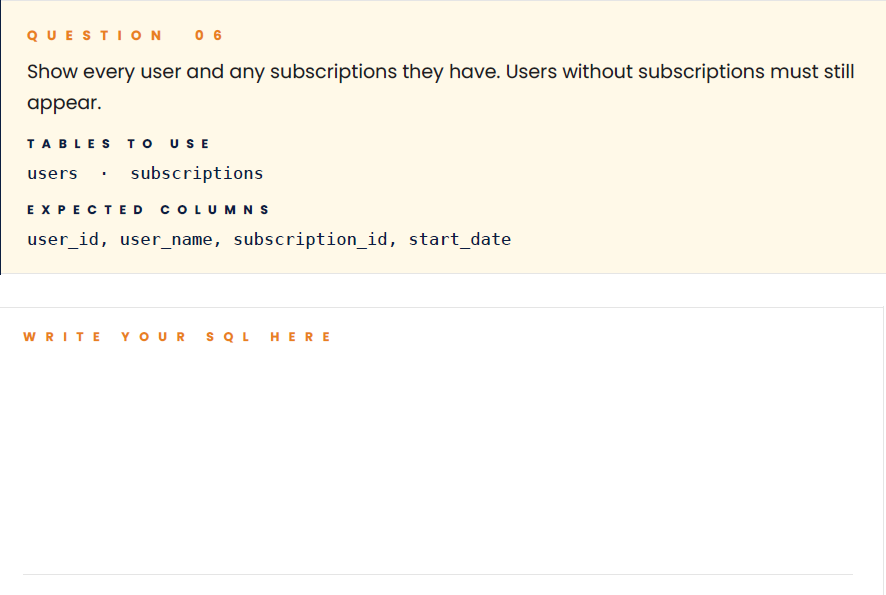 QUESTION 06
Show every user and any subscriptions they have. Users without subscriptions must still
appear.
TABLES TO USE
users · subscriptions
EXPECTED COLUMNS
user_id, user_name, subscription_id, start_date
WRITE YOUR SQL HERE